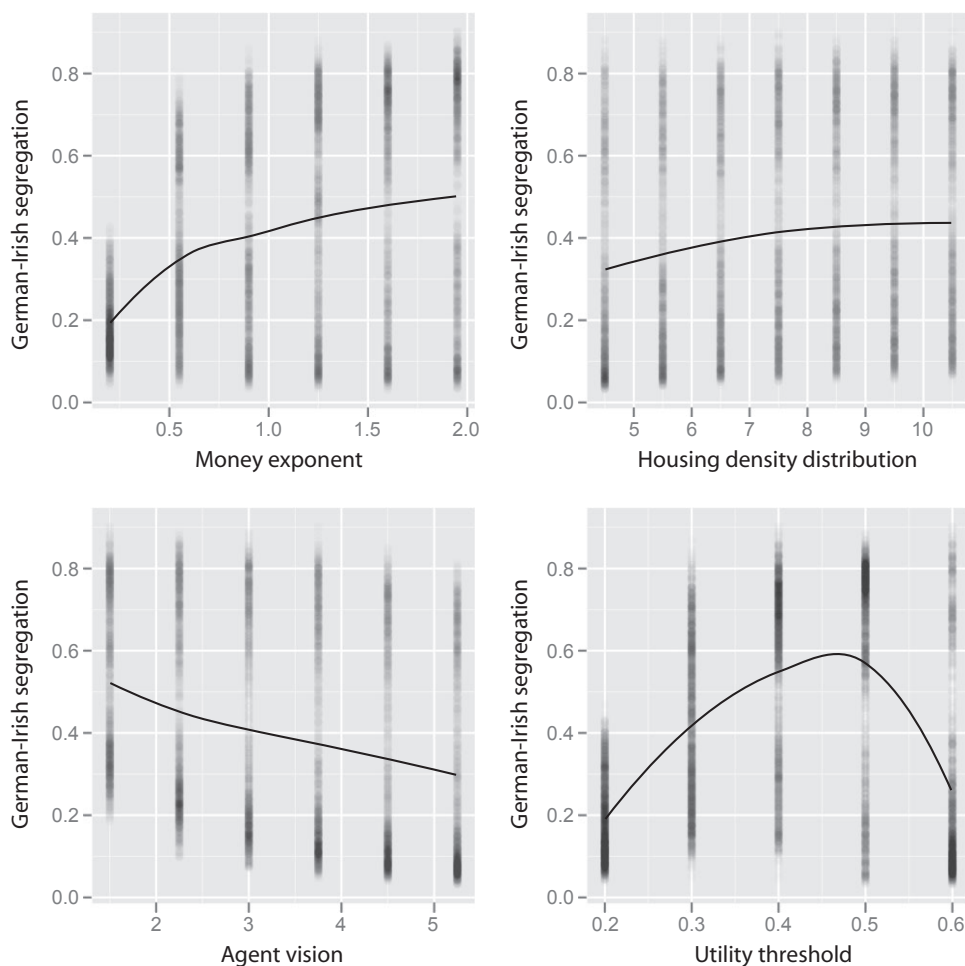 German-Irish segregation
0.8
0.6
0.4
0.2
0.0
0.5 1.0 1.5 2.0
Money exponent
German-Irish segregation
0.8
0.6
0.4
0.2
0.0
5 6 7 8 9 10
Housing density distribution
German-Irish segregation
0.8
0.6
0.4
0.2
0.0
2 3 4 5
Agent vision
German-Irish segregation
0.8
0.6
0.4
0.2
0.0
0.2 0.3 0.4 0.5 0.6
Utility threshold